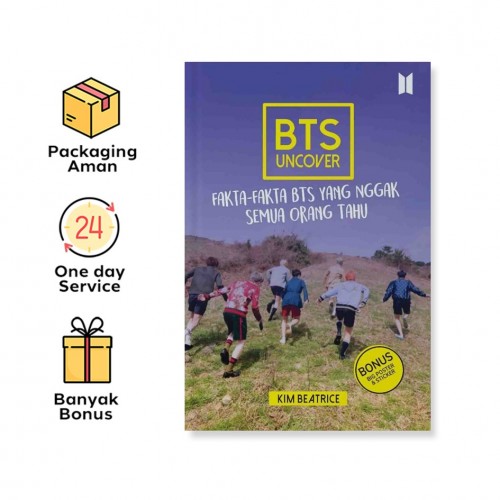 Packaging
Aman
24
One day
Service
Banyak
Bonus
BTS
UNCOVER
FAKTA-FAKTA BTS YANG NGGAK
SEMUA ORANG TAHU
BONUS
BIG POSTER
& STICKER
KIM BEATRICE